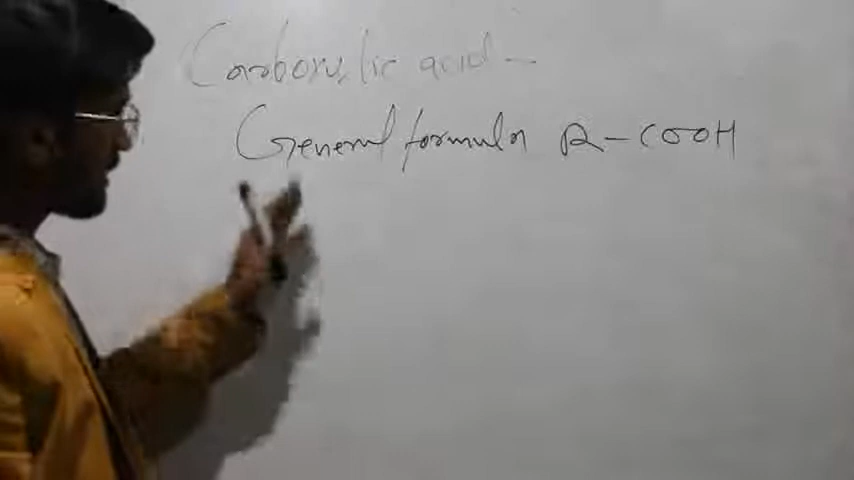 Carboxylic acid –
General formula R – COOH